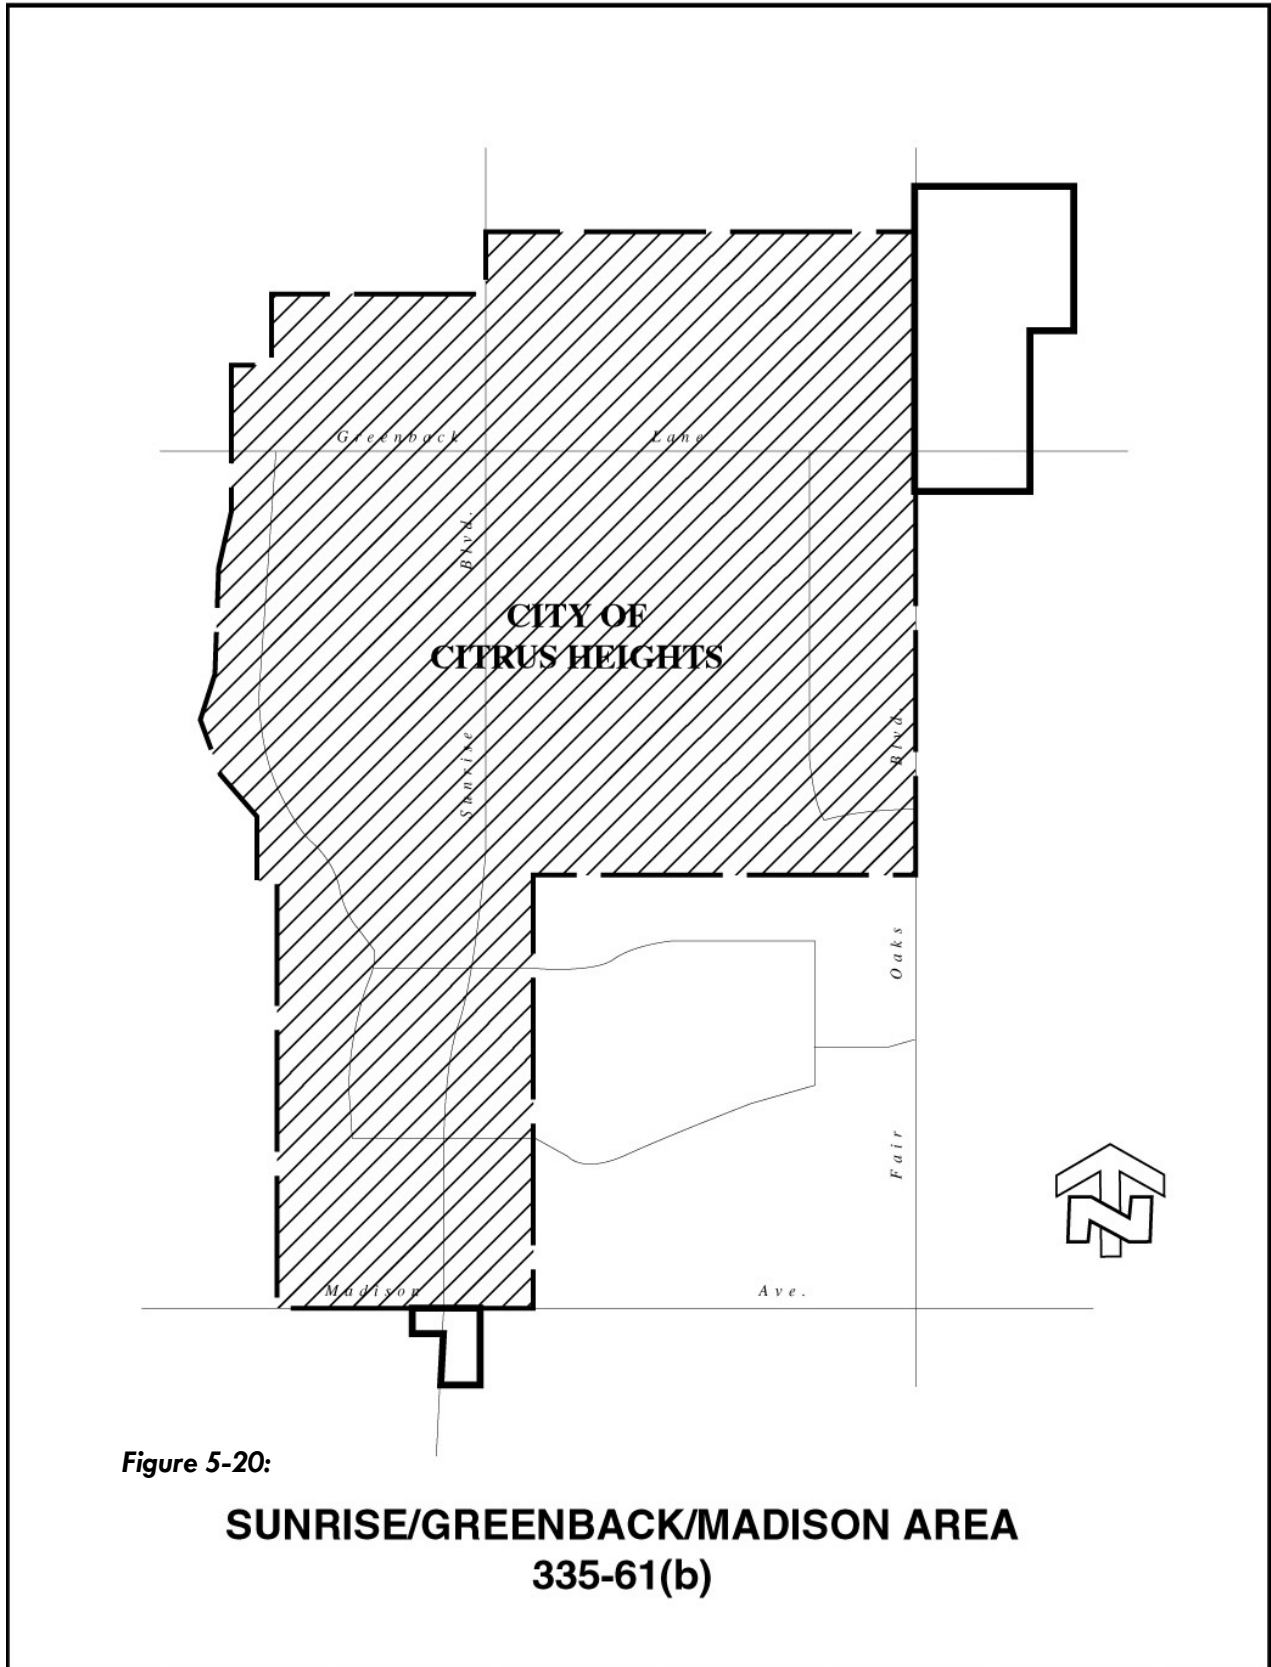 Greenback Lane
Blvd.
CITY OF
CITRUS HEIGHTS
Sunrise
Blvd.
Oaks
Fair
N
Madison Ave.
Figure 5-20:
SUNRISE/GREENBACK/MADISON AREA
335-61(b)